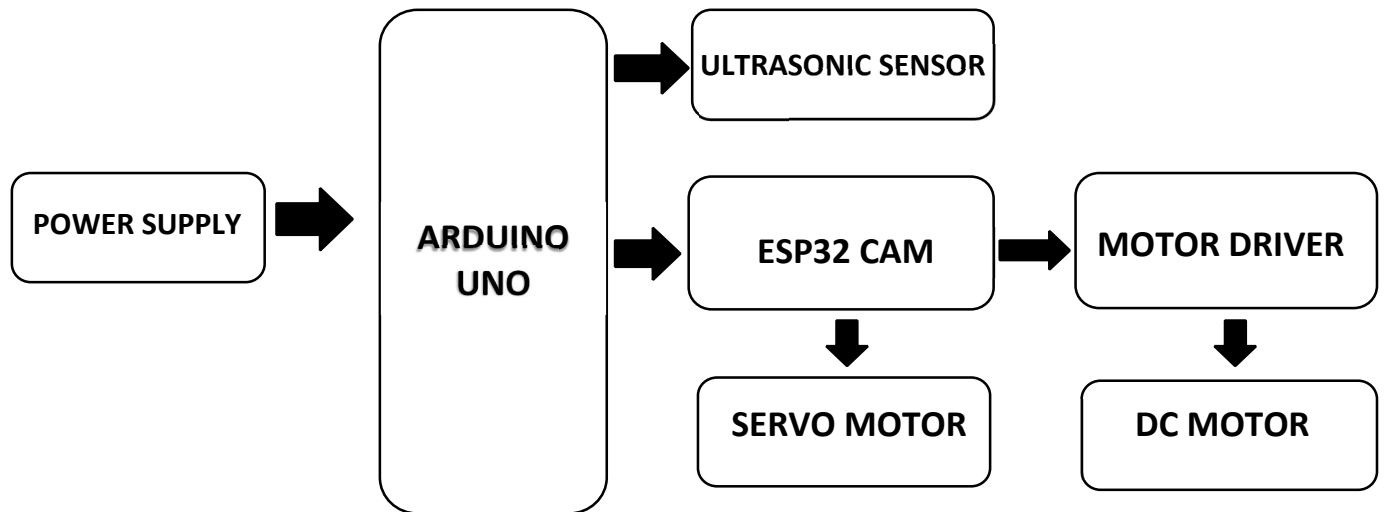 ULTRASONIC SENSOR
POWER SUPPLY
ARDUINO
UNO
ESP32 CAM
MOTOR DRIVER
SERVO MOTOR
DC MOTOR